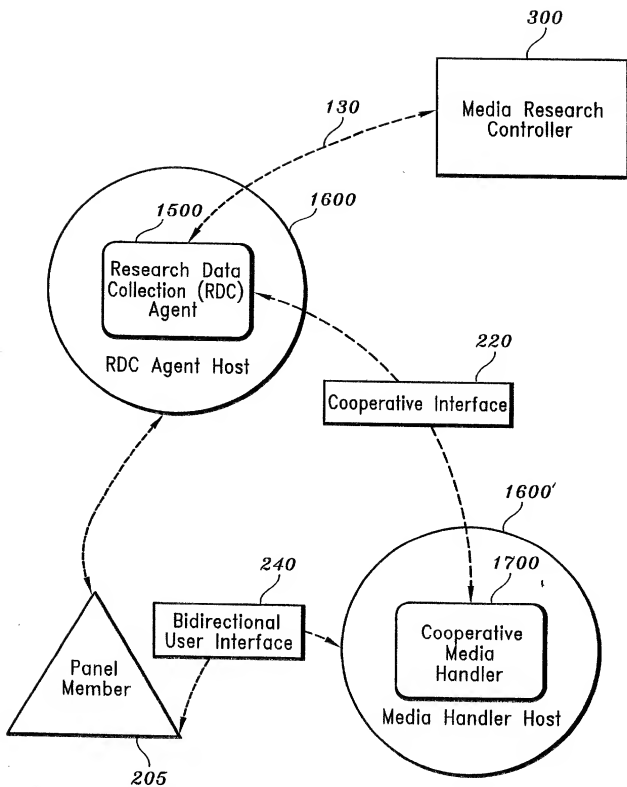 300
Media Research
Controller
130
1600
1500
Research Data
Collection (RDC)
Agent
RDC Agent Host
220
Cooperative Interface
1600'
240
1700
Bidirectional
User Interface
Cooperative
Media
Handler
Panel
Member
Media Handler Host
205